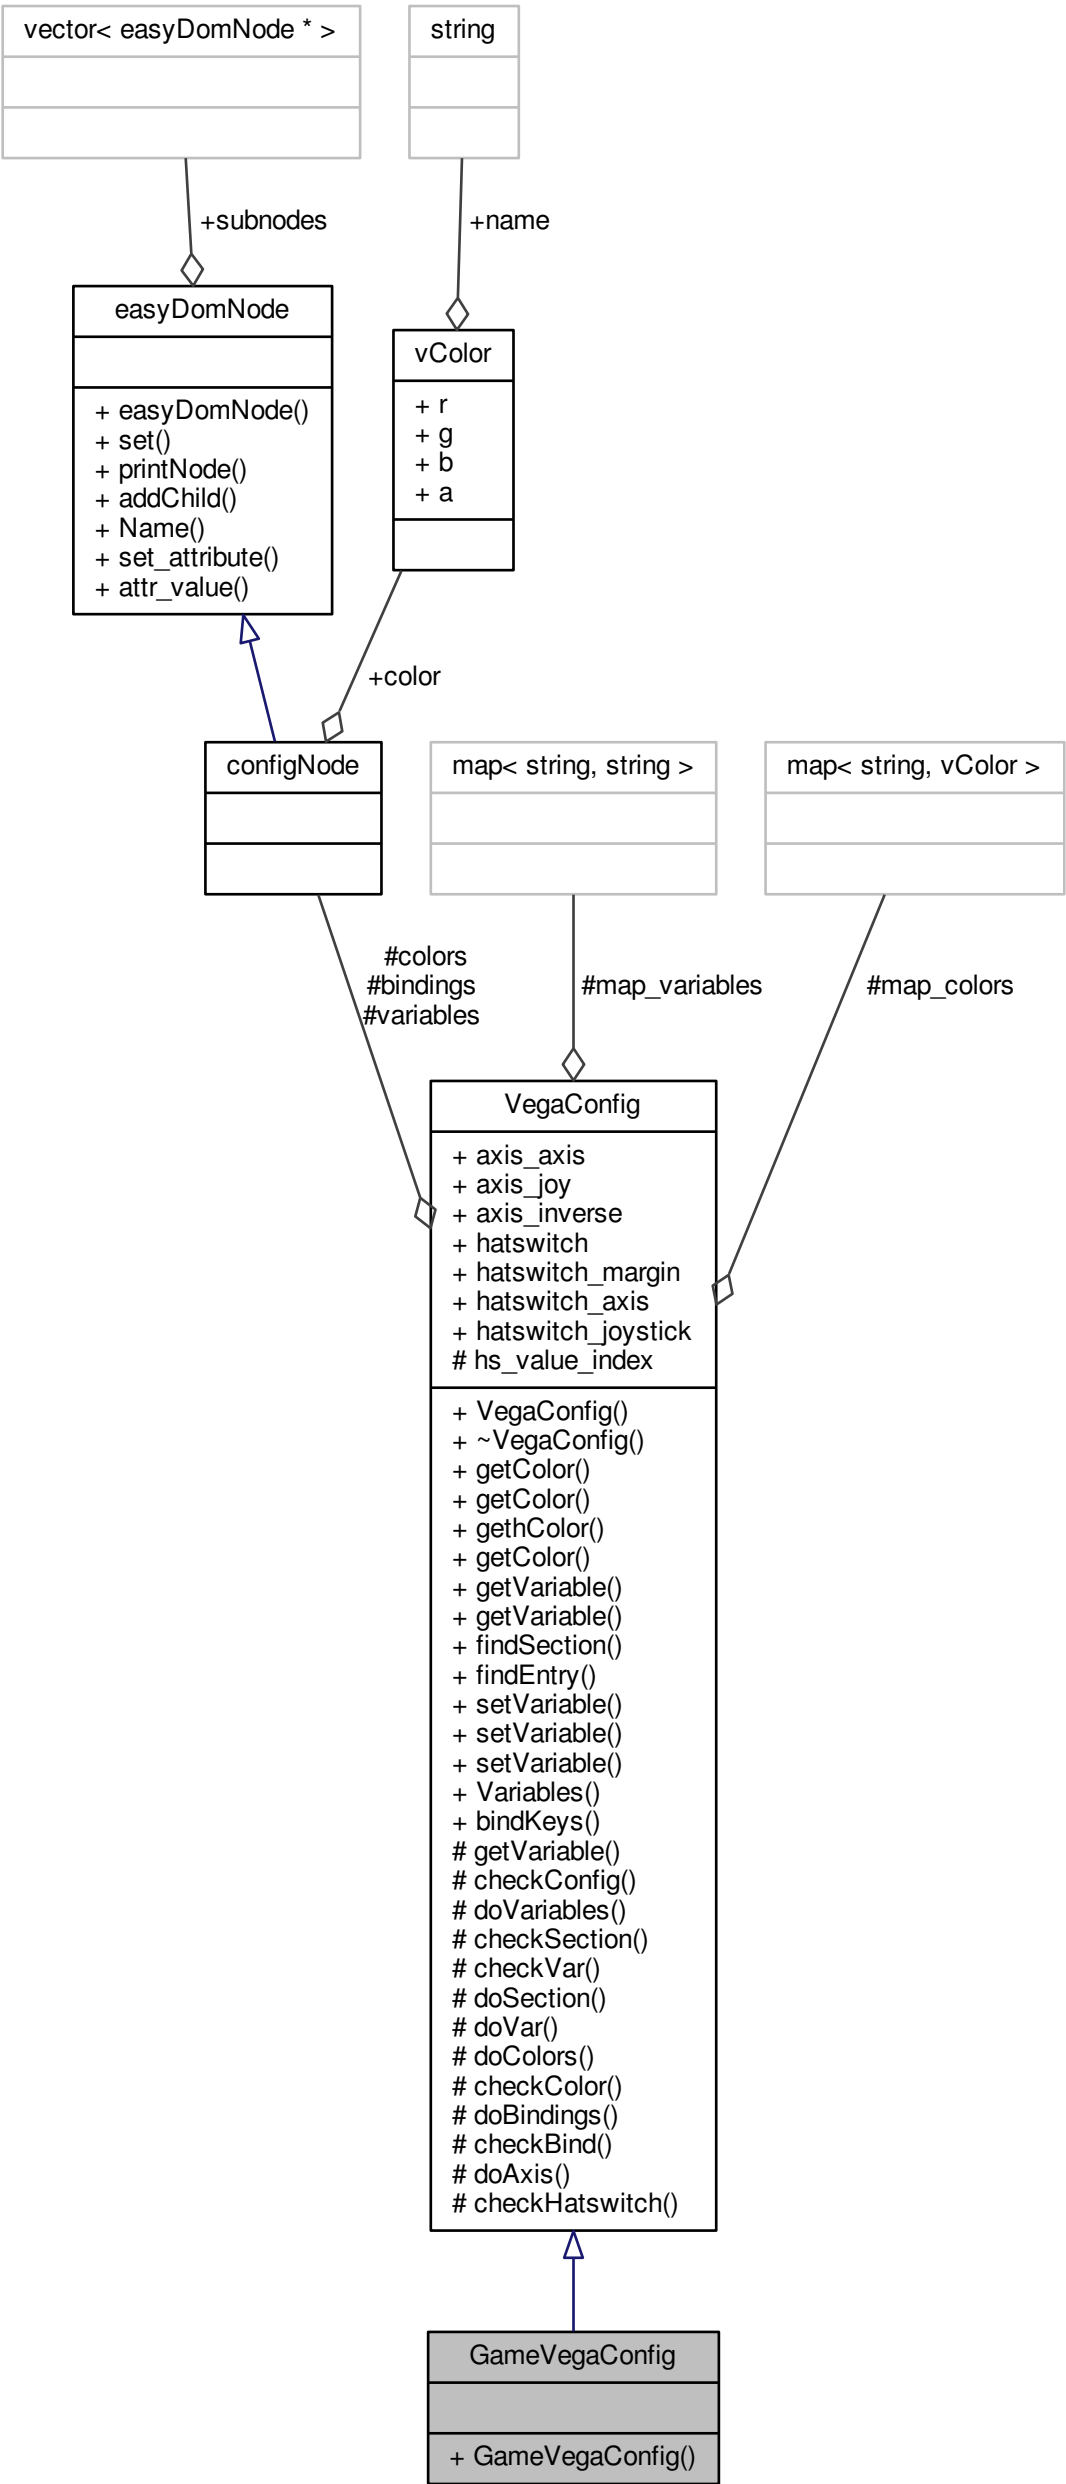 vector< easyDomNode * >
string
+subnodes
+name
easyDomNode
+ easyDomNode()
+ set()
+ printNode()
+ addChild()
+ Name()
+ set_attribute()
+ attr_value()
vColor
+ r
+ g
+ b
+ a
+color
configNode
map< string, string >
map< string, vColor >
#colors
#bindings
#variables
#map_variables
#map_colors
VegaConfig
+ axis_axis
+ axis_joy
+ axis_inverse
+ hatswitch
+ hatswitch_margin
+ hatswitch_axis
+ hatswitch_joystick
# hs_value_index
+ VegaConfig()
+ ~VegaConfig()
+ getColor()
+ getColor()
+ gethColor()
+ getColor()
+ getVariable()
+ getVariable()
+ findSection()
+ findEntry()
+ setVariable()
+ setVariable()
+ setVariable()
+ Variables()
+ bindKeys()
# getVariable()
# checkConfig()
# doVariables()
# checkSection()
# checkVar()
# doSection()
# doVar()
# doColors()
# checkColor()
# doBindings()
# checkBind()
# doAxis()
# checkHatswitch()
GameVegaConfig
+ GameVegaConfig()